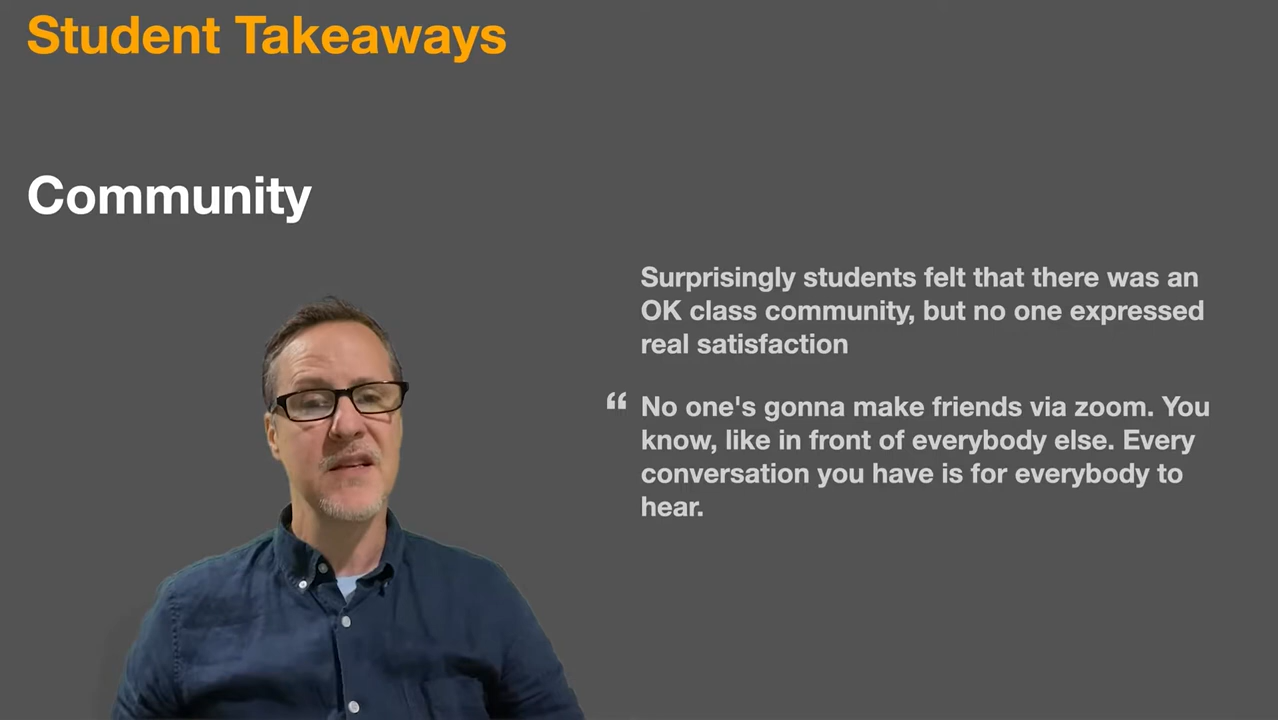 Student Takeaways
Community
Surprisingly students felt that there was an
OK class community, but no one expressed
real satisfaction
“ No one's gonna make friends via zoom. You
know, like in front of everybody else. Every
conversation you have is for everybody to
hear.